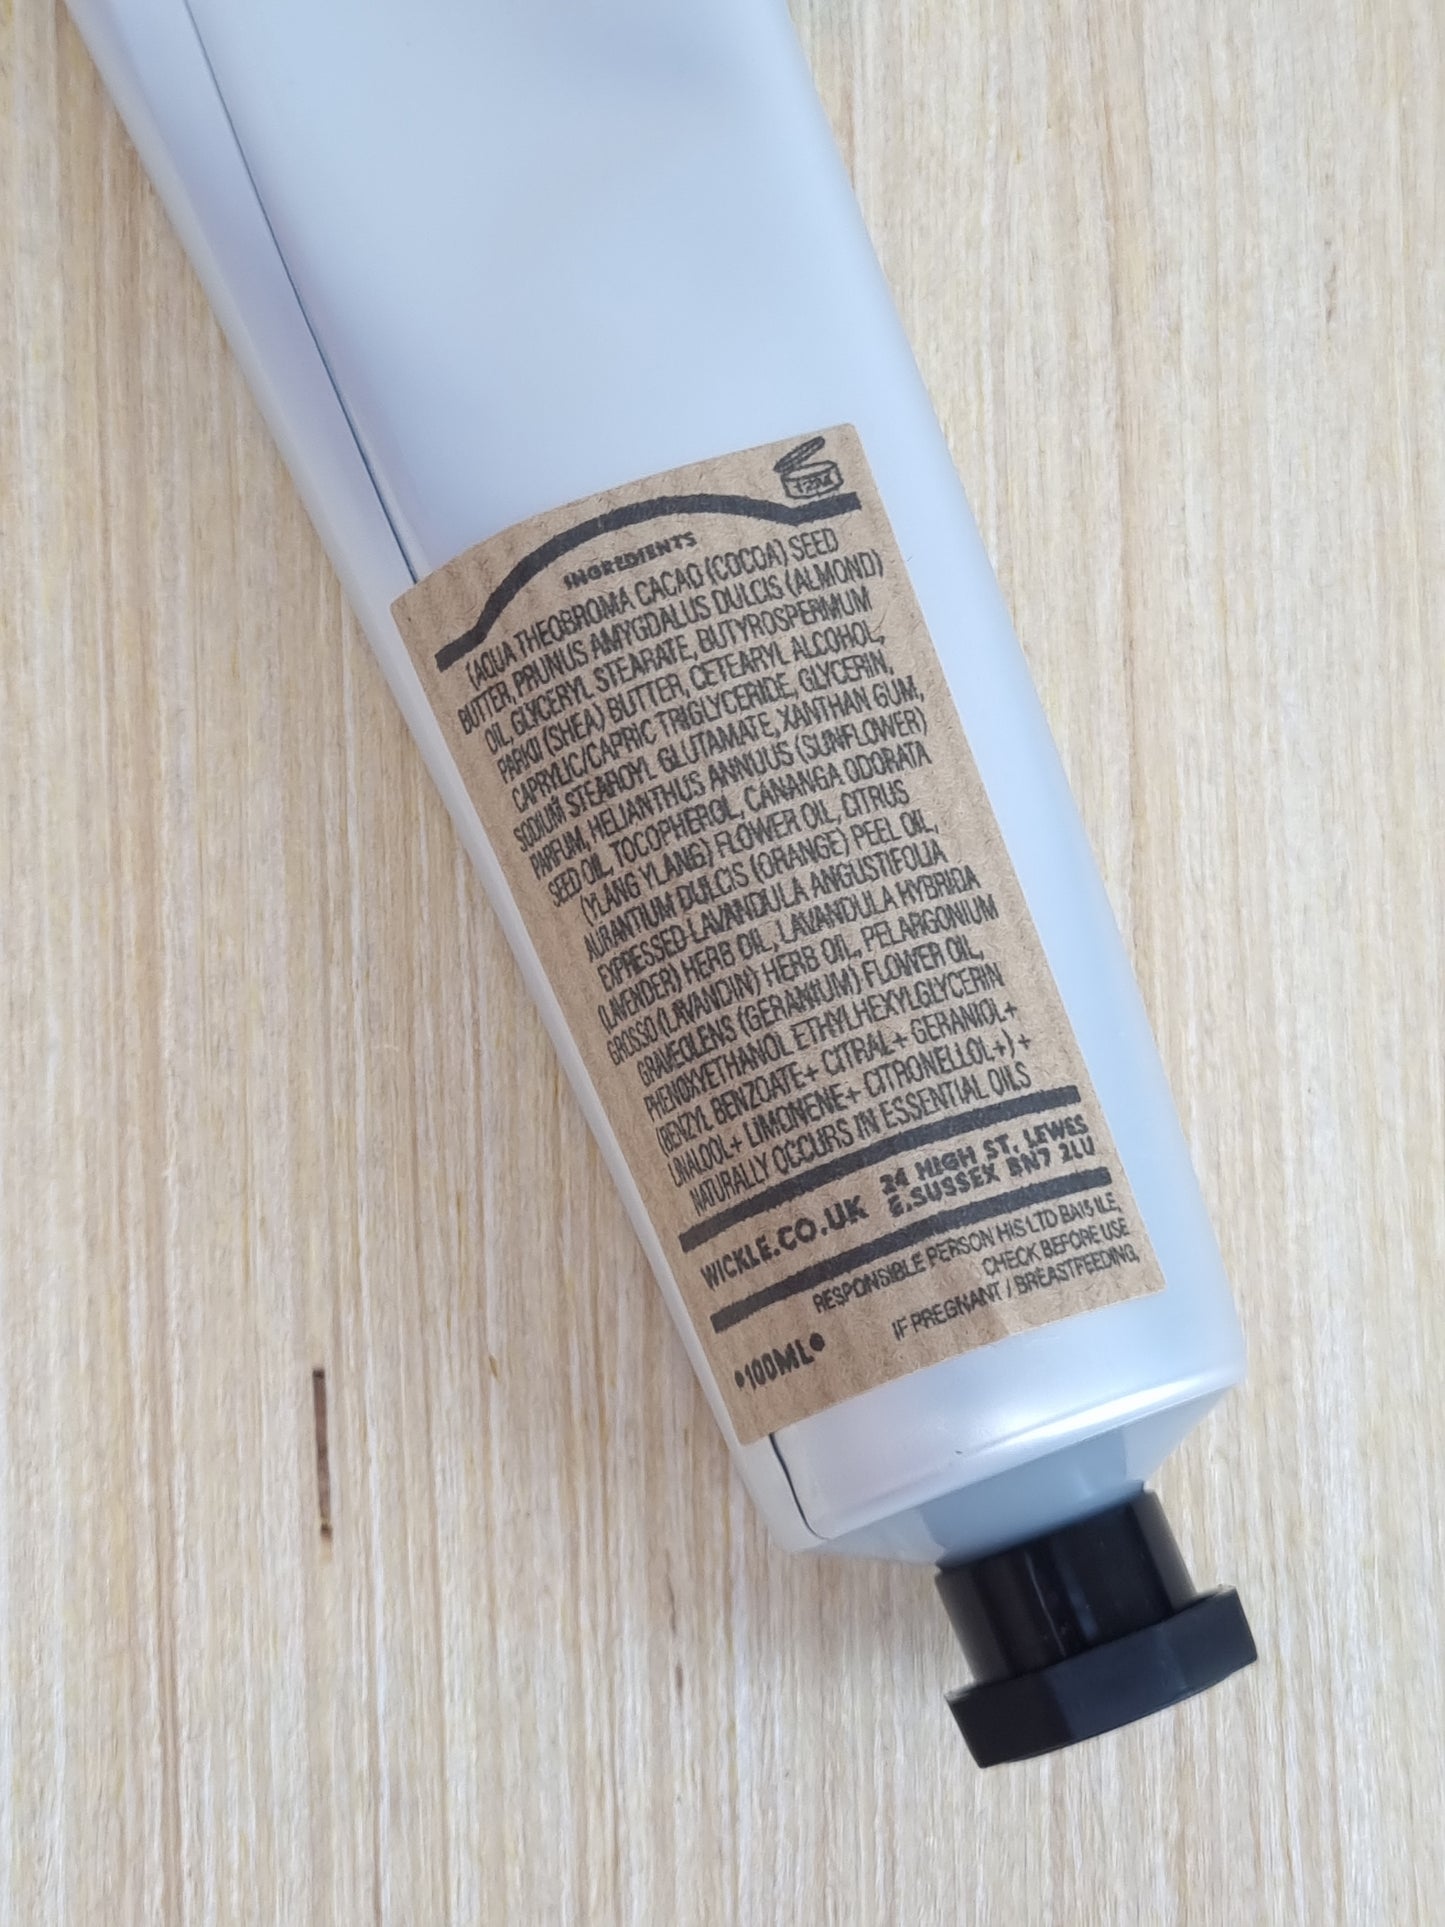 12M
INGREDIENTS
(AQUA THEOBROMA CACAO (COCOA) SEED
BUTTER, PRUNUS AMYGDALUS DULCIS (ALMOND)
OIL, GLYCERYL STEARATE, BUTYROSPERMUM
PARKII (SHEA) BUTTER, CETEARYL ALCOHOL,
CAPRYLIC/CAPRIC TRIGLYCERIDE, GLYCERIN,
SODIUM STEAROYL GLUTAMATE, XANTHAN GUM,
PARFUM, HELIANTHUS ANNUUS (SUNFLOWER)
SEED OIL, TOCOPHEROL, CANANGA ODORATA
(YLANG YLANG) FLOWER OIL, CITRUS
AURANTIUM DULCIS (ORANGE) PEEL OIL,
EXPRESSED LAVANDULA ANGUSTIFOLIA
(LAVENDER) HERB OIL, LAVANDULA HYBRIDA
GROSSO (LAVANDIN) HERB OIL, PELARGONIUM
GRAVEOLENS (GERANIUM) FLOWER OIL,
PHENOXYETHANOL ETHYLHEXYLGLYCERIN
(BENZYL BENZOATE+ CITRAL+ GERANIOL+
LINALOOL+ LIMONENE+ CITRONELLOL+) +
NATURALLY OCCURS IN ESSENTIAL OILS
WICKLE.CO.UK
24 HIGH ST, LEWES
E,SUSSEX BN7 2LU
RESPONSIBLE PERSON HIS LTD BA15 1LE,
CHECK BEFORE USE
IF PREGNANT / BREASTFEEDING,
•100ML•